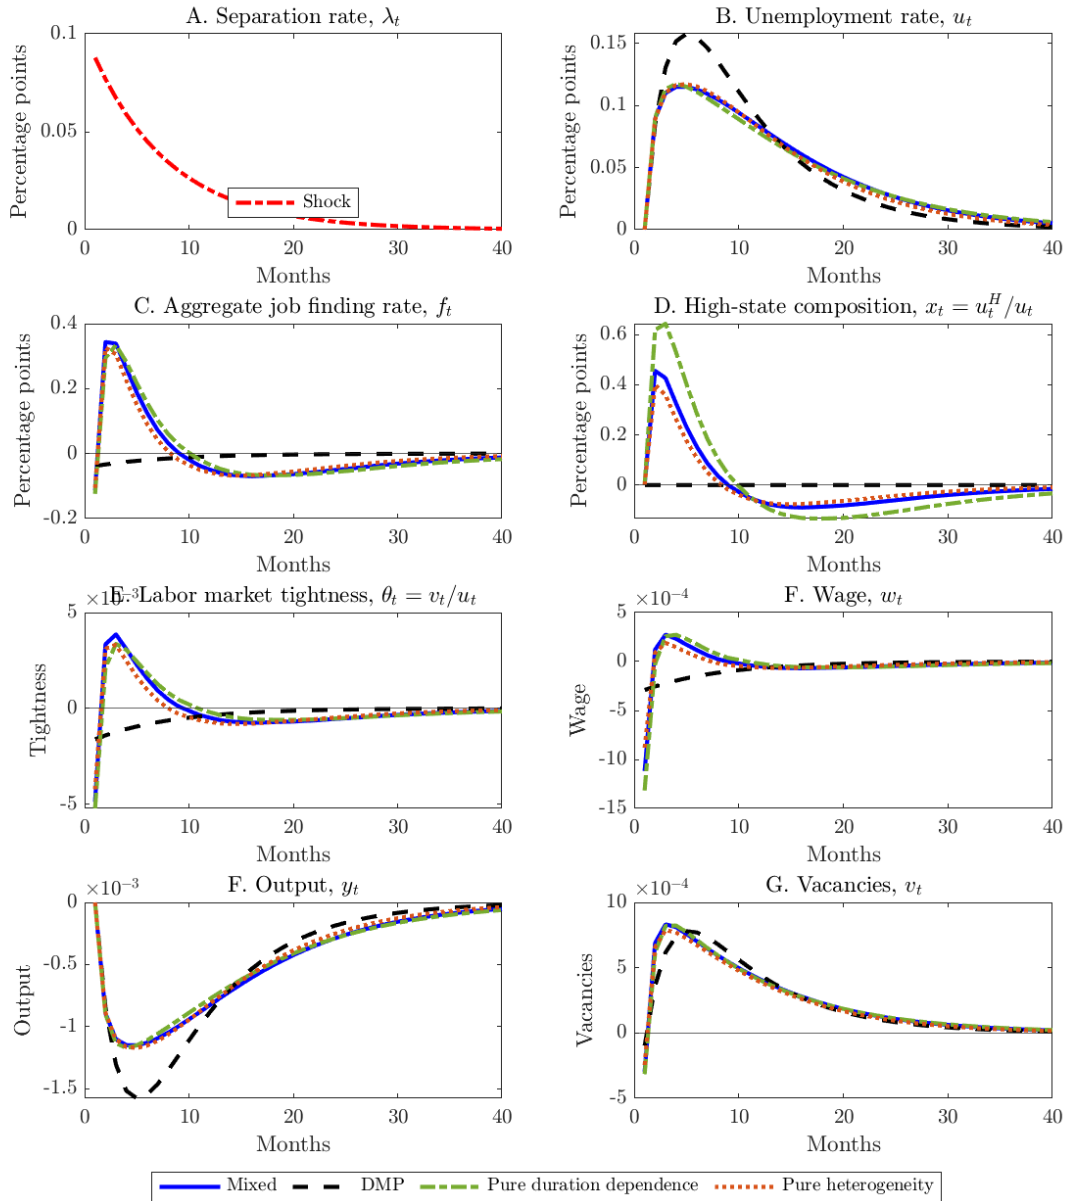 A. Separation rate, λt
Percentage points
0.1
0.05
0
Shock
0 10 20 30 40
Months
B. Unemployment rate, ut
Percentage points
0.15
0.1
0.05
0
0 10 20 30 40
Months
C. Aggregate job finding rate, ft
Percentage points
0.4
0.2
0
-0.2
0 10 20 30 40
Months
D. High-state composition, xt = utH/ut
Percentage points
0.6
0.4
0.2
0
0 10 20 30 40
Months
×10-3
E. Labor market tightness, θt = vt/ut
Tightness
5
0
-5
0 10 20 30 40
Months
×10-4
F. Wage, wt
Wage
5
0
-5
-10
-15
0 10 20 30 40
Months
×10-3
F. Output, yt
Output
0
-0.5
-1
-1.5
0 10 20 30 40
Months
×10-4
G. Vacancies, vt
Vacancies
10
5
0
-5
0 10 20 30 40
Months
Mixed DMP Pure duration dependence Pure heterogeneity